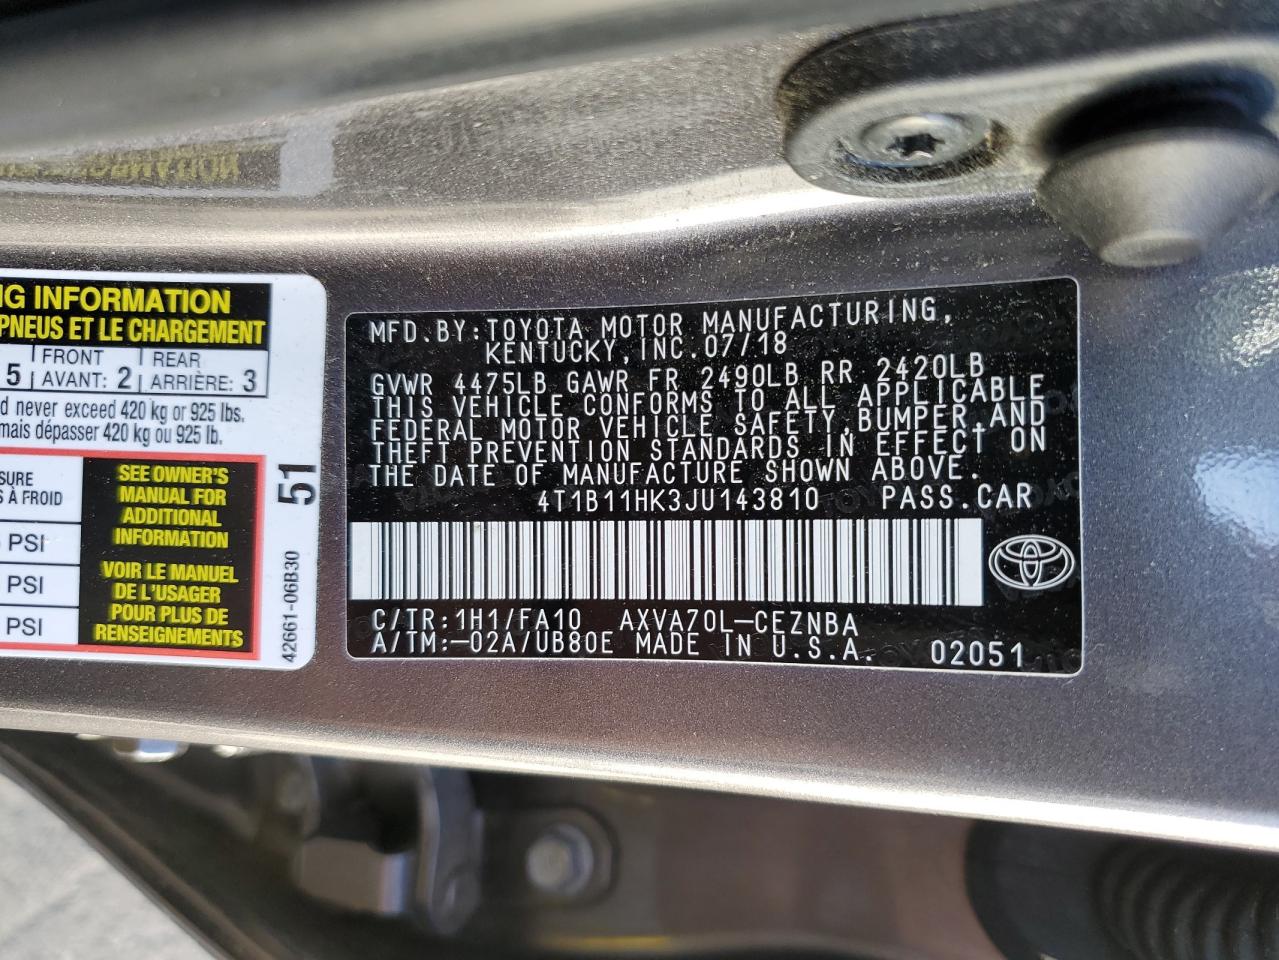 NG INFORMATION
PNEUS ET LE CHARGEMENT
5 FRONT REAR
AVANT: 2 ARRIÈRE: 3
never exceed 420 kg or 925 lbs.
mais dépasser 420 kg ou 925 lb.
À FROID
PSI
PSI
PSI
SEE OWNER'S
MANUAL FOR
ADDITIONAL
INFORMATION
VOIR LE MANUEL
DE L'USAGER
POUR PLUS DE
RENSEIGNEMENTS
51
42661-06B30
MFD.BY:TOYOTA MOTOR MANUFACTURING,
KENTUCKY,INC.07/18
GVWR 4475LB GAWR FR 2490LB RR 2420LB
THIS VEHICLE CONFORMS TO ALL APPLICABLE
FEDERAL MOTOR VEHICLE SAFETY,BUMPER,AND
THEFT PREVENTION STANDARDS IN EFFECT ON
THE DATE OF MANUFACTURE SHOWN ABOVE.
4T1B11HK3JU143810 PASS.CAR
C/TR:1H1/FA10 AXVA70L-CEZNBA
A/TM:-02A/UB80E MADE IN U.S.A. 02051